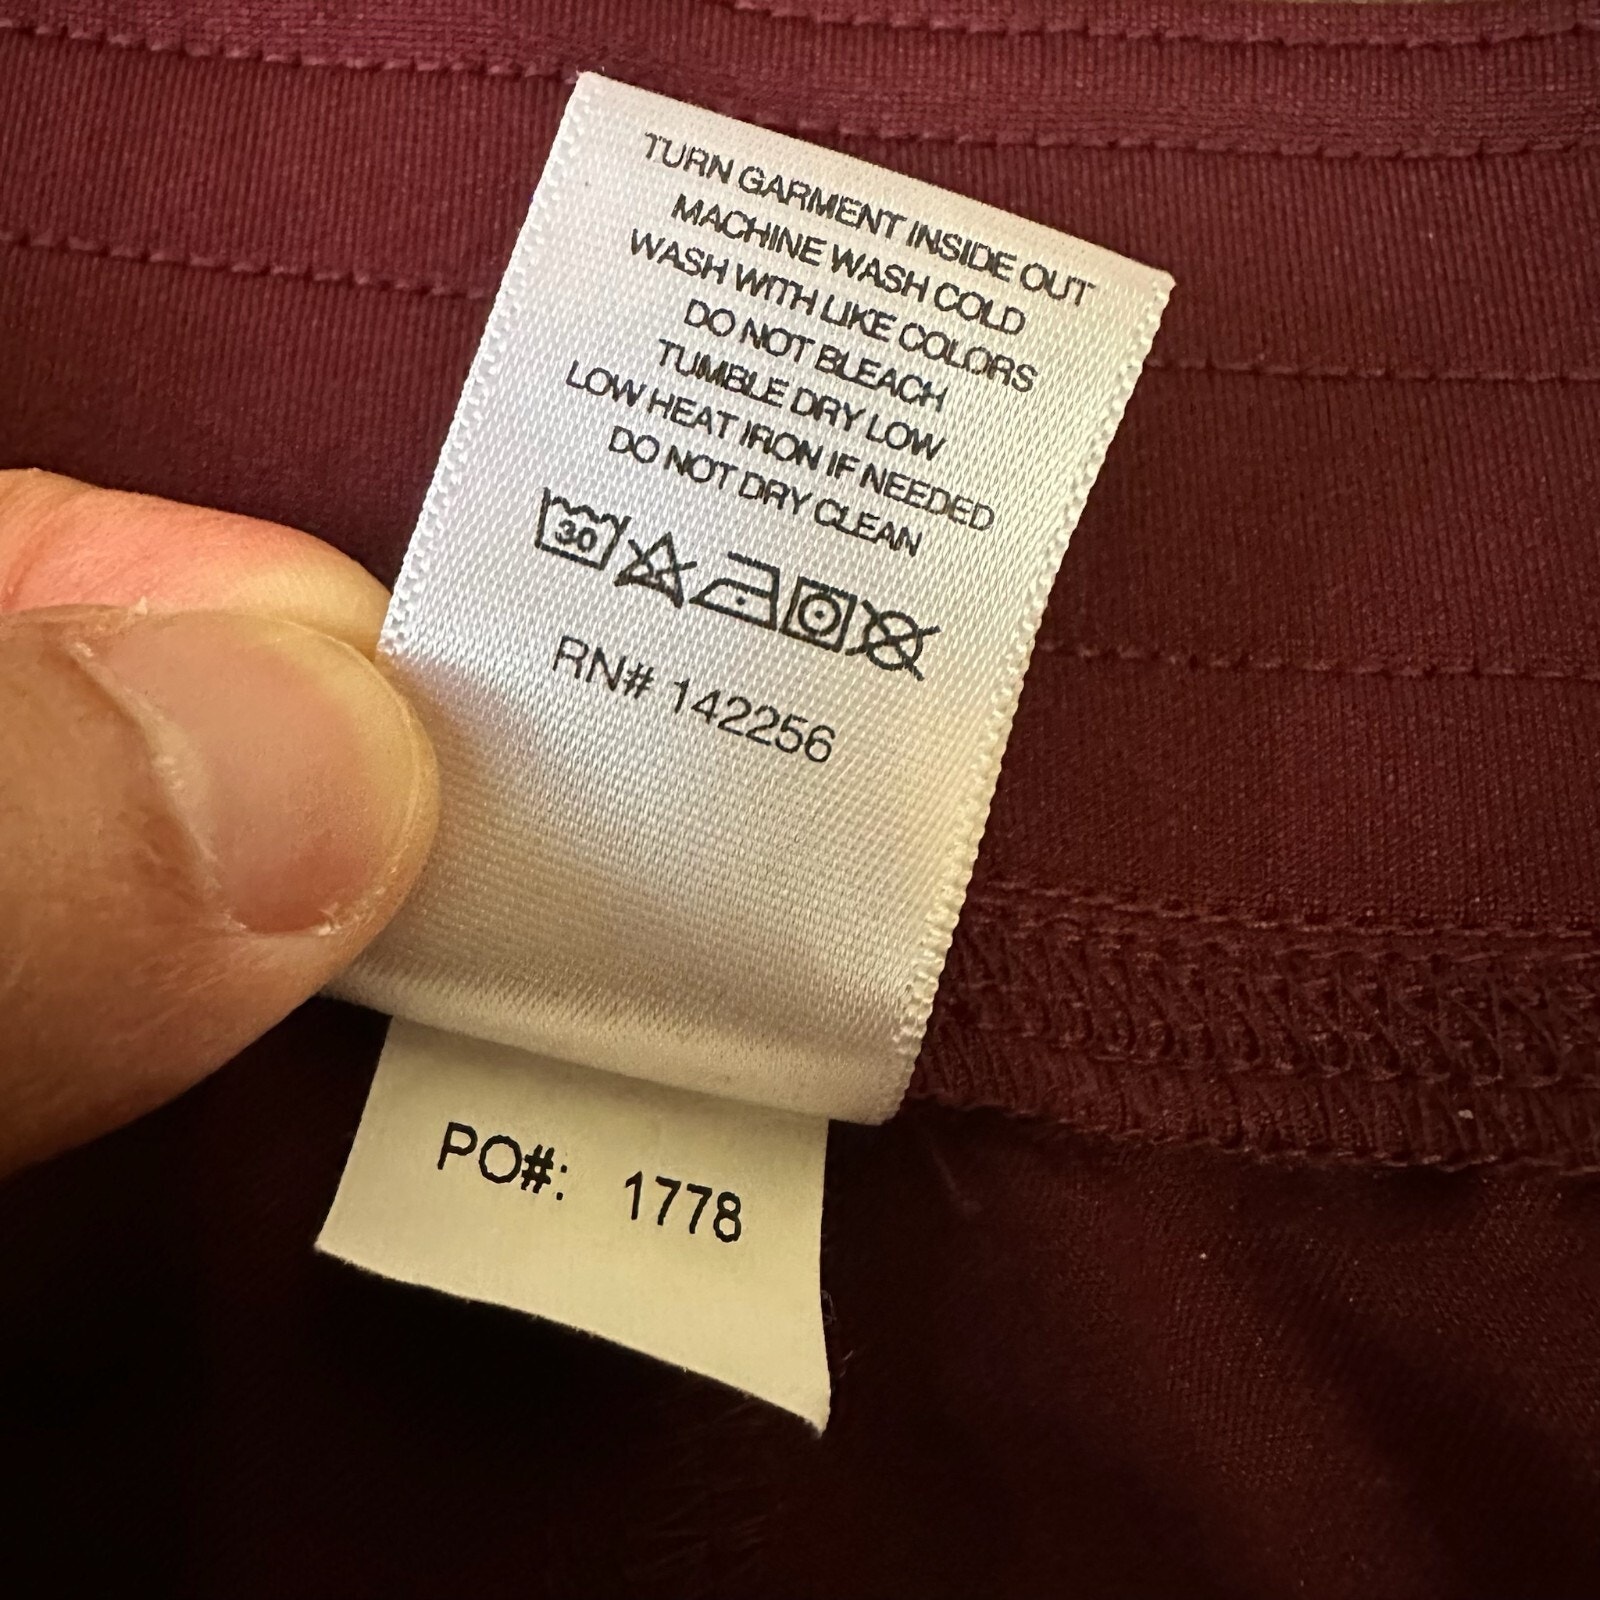 TURN GARMENT INSIDE OUT
MACHINE WASH COLD
WASH WITH LIKE COLORS
DO NOT BLEACH
TUMBLE DRY LOW
LOW HEAT IRON IF NEEDED
DO NOT DRY CLEAN
30
RN# 142256
PO#: 1778